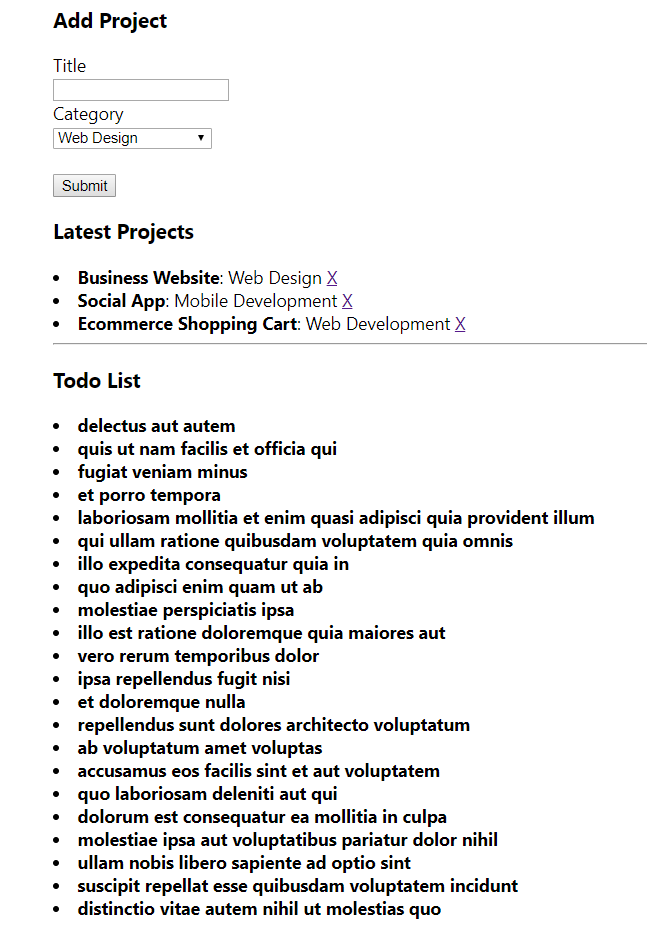 Add Project
Title
Category
Web Design
Submit
Latest Projects
Business Website: Web Design X
Social App: Mobile Development X
Ecommerce Shopping Cart: Web Development X
Todo List
delectus aut autem
quis ut nam facilis et officia qui
fugiat veniam minus
et porro tempora
laboriosam mollitia et enim quasi adipisci quia provident illum
qui ullam ratione quibusdam voluptatem quia omnis
illo expedita consequatur quia in
quo adipisci enim quam ut ab
molestiae perspiciatis ipsa
illo est ratione doloremque quia maiores aut
vero rerum temporibus dolor
ipsa repellendus fugit nisi
et doloremque nulla
repellendus sunt dolores architecto voluptatum
ab voluptatum amet voluptas
accusamus eos facilis sint et aut voluptatem
quo laboriosam deleniti aut qui
dolorum est consequatur ea mollitia in culpa
molestiae ipsa aut voluptatibus pariatur dolor nihil
ullam nobis libero sapiente ad optio sint
suscipit repellat esse quibusdam voluptatem incidunt
distinctio vitae autem nihil ut molestias quo